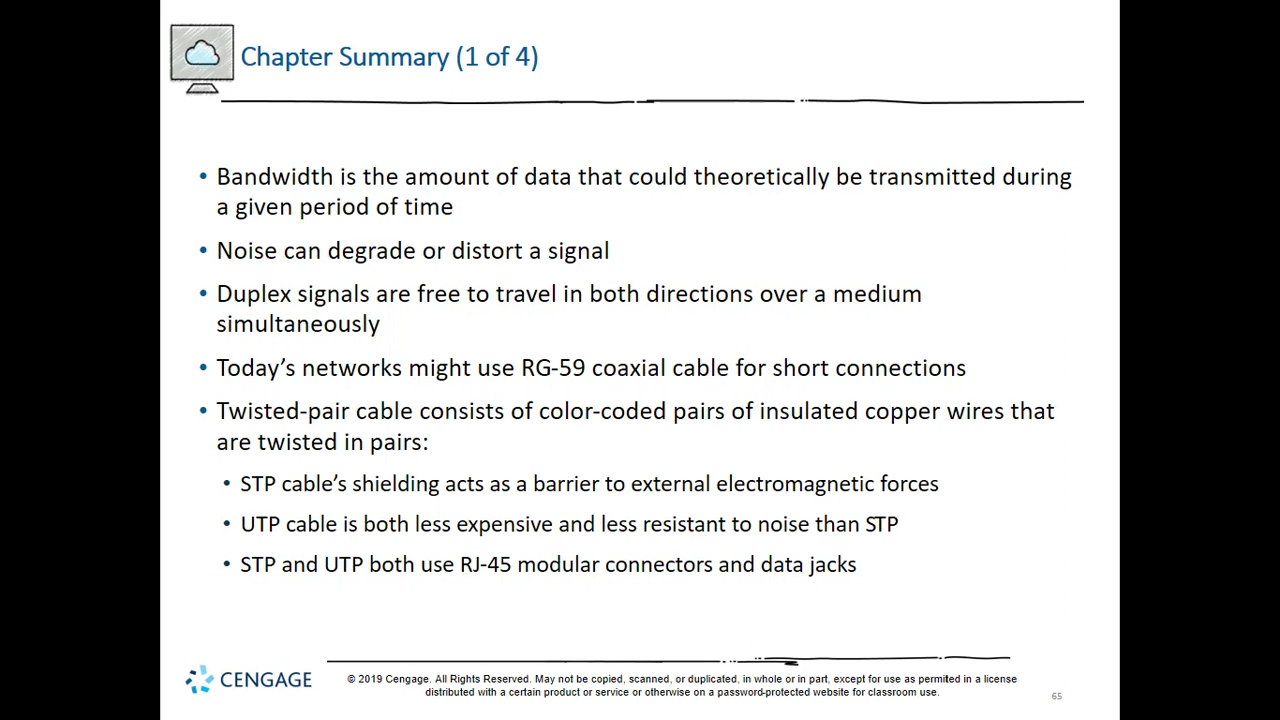 Chapter Summary (1 of 4)
• Bandwidth is the amount of data that could theoretically be transmitted during
a given period of time
• Noise can degrade or distort a signal
• Duplex signals are free to travel in both directions over a medium
simultaneously
• Today’s networks might use RG-59 coaxial cable for short connections
• Twisted-pair cable consists of color-coded pairs of insulated copper wires that
are twisted in pairs:
• STP cable’s shielding acts as a barrier to external electromagnetic forces
• UTP cable is both less expensive and less resistant to noise than STP
• STP and UTP both use RJ-45 modular connectors and data jacks
CENGAGE
© 2019 Cengage. All Rights Reserved. May not be copied, scanned, or duplicated, in whole or in part, except for use as permitted in a license
distributed with a certain product or service or otherwise on a password-protected website for classroom use.
65